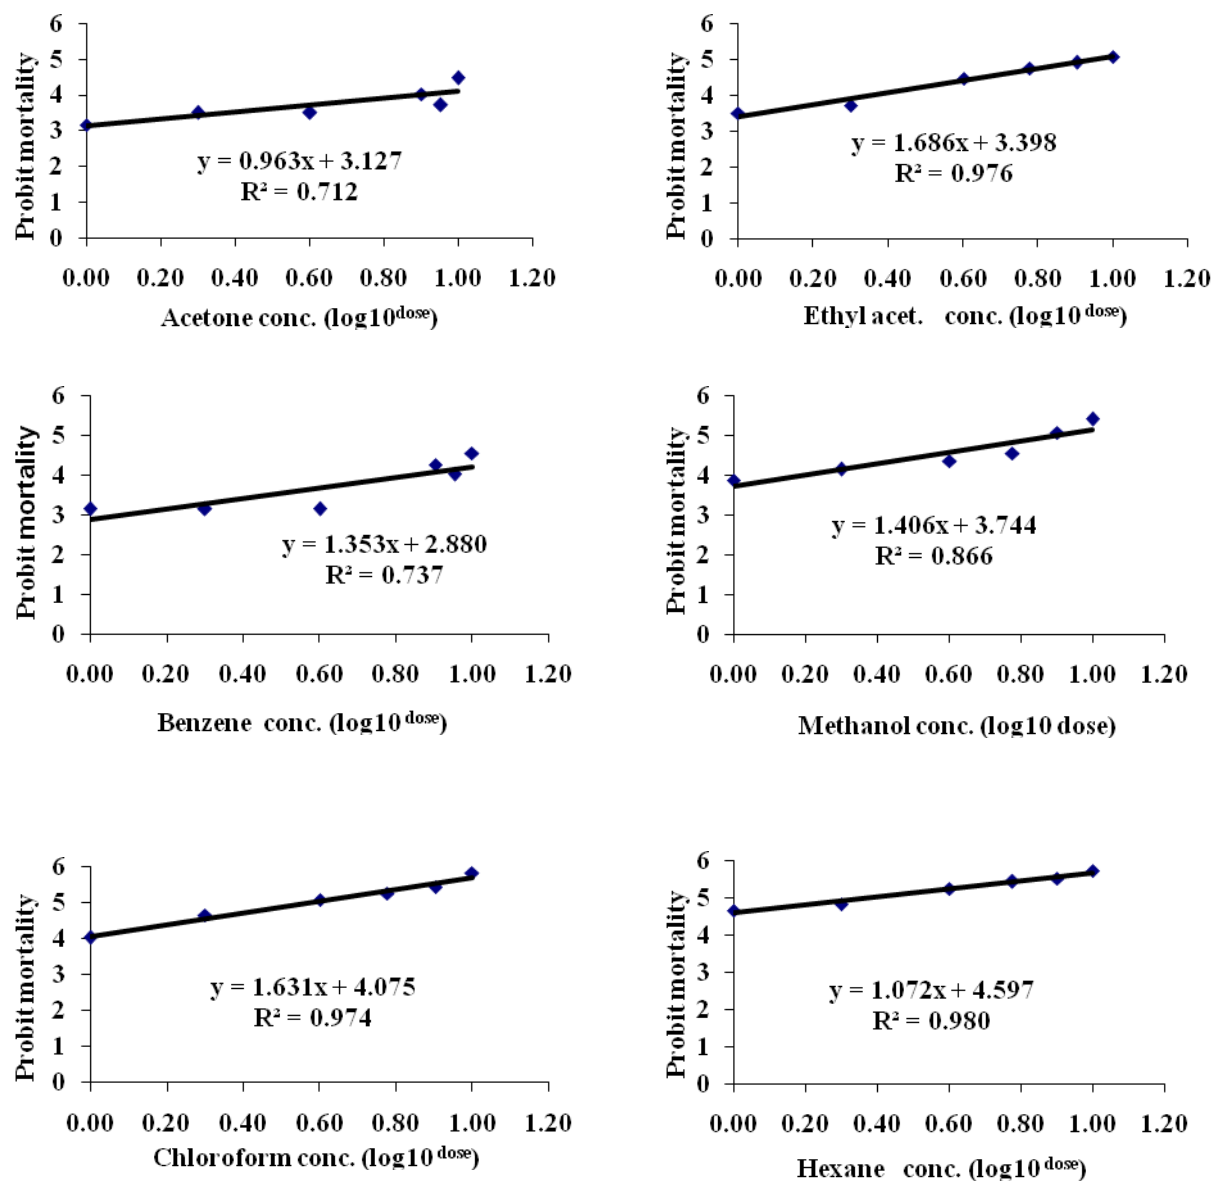 Probit mortality
6
5
4
3
2
1
0
y = 0.963x + 3.127
R² = 0.712
0.00 0.20 0.40 0.60 0.80 1.00 1.20
Acetone conc. (log10^dose)
Probit mortality
6
5
4
3
2
1
0
y = 1.686x + 3.398
R² = 0.976
0.00 0.20 0.40 0.60 0.80 1.00 1.20
Ethyl acet. conc. (log10 ^dose)
Probit mortality
6
5
4
3
2
1
0
y = 1.353x + 2.880
R² = 0.737
0.00 0.20 0.40 0.60 0.80 1.00 1.20
Benzene conc. (log10 ^dose)
Probit mortality
6
5
4
3
2
1
0
y = 1.406x + 3.744
R² = 0.866
0.00 0.20 0.40 0.60 0.80 1.00 1.20
Methanol conc. (log10 dose)
Probit mortality
6
5
4
3
2
1
0
y = 1.631x + 4.075
R² = 0.974
0.00 0.20 0.40 0.60 0.80 1.00 1.20
Chloroform conc. (log10 ^dose)
Probit mortality
6
5
4
3
2
1
0
y = 1.072x + 4.597
R² = 0.980
0.00 0.20 0.40 0.60 0.80 1.00 1.20
Hexane conc. (log10 ^dose)